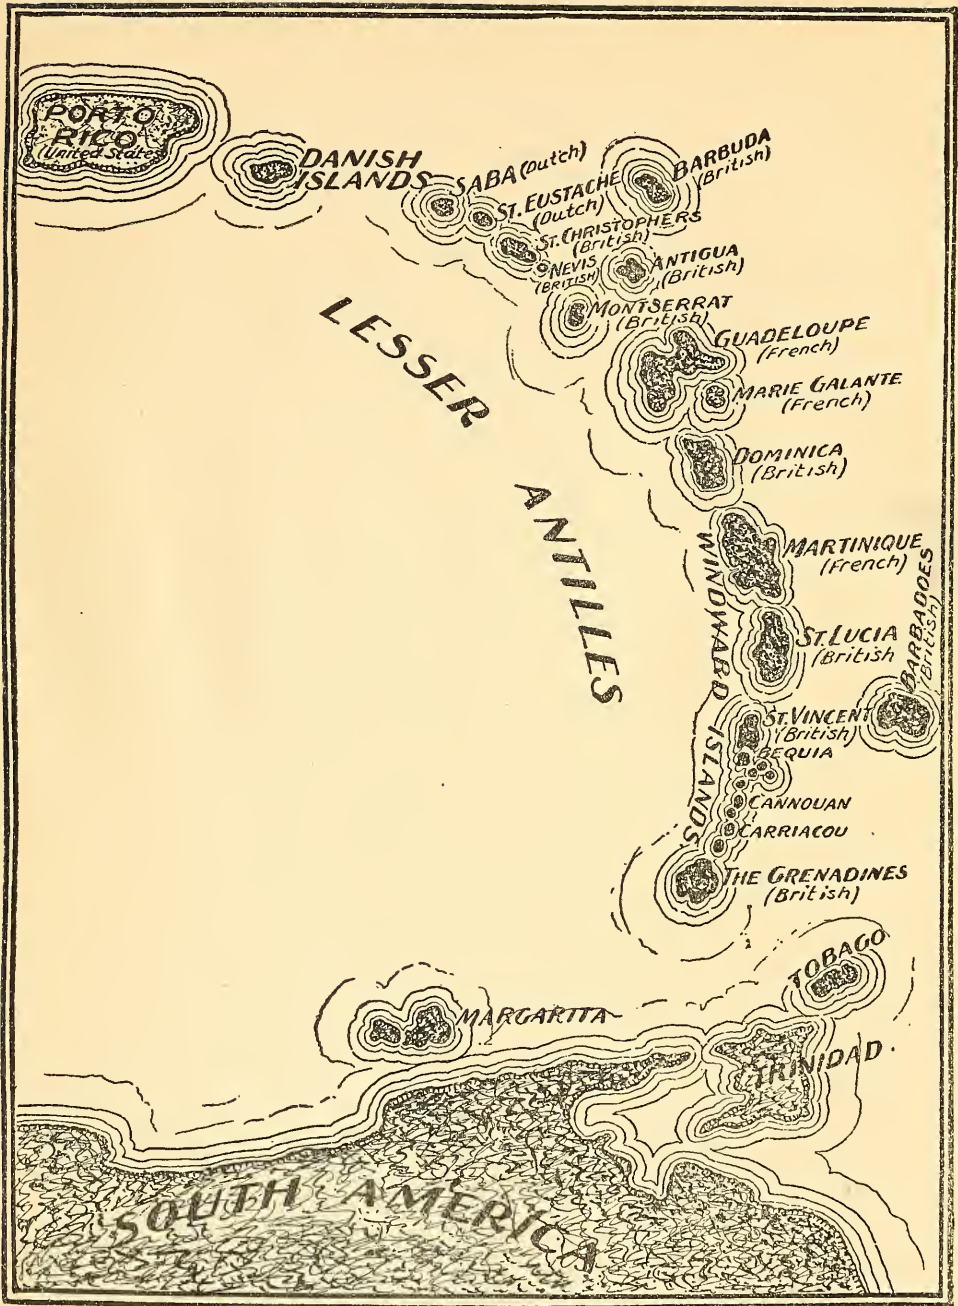 PORTO
RICO
(United States)
DANISH
ISLANDS
SABA (Dutch)
ST. EUSTACHE
(Dutch)
BARBUDA
(British)
ST. CHRISTOPHERS
(British)
NEVIS
(BRITISH)
ANTIGUA
(British)
MONTSERRAT
(British)
GUADELOUPE
(French)
MARIE GALANTE
(French)
DOMINICA
(British)
LESSER
ANTILLES
MARTINIQUE
(French)
WINDWARD ISLANDS
ST. LUCIA
(British
BARBADOES
(British)
ST. VINCENT
(British)
BEQUIA
CANNOUAN
CARRIACOU
THE GRENADINES
(British)
TOBAGO
MARGARITA
TRINIDAD.
SOUTH AMERICA